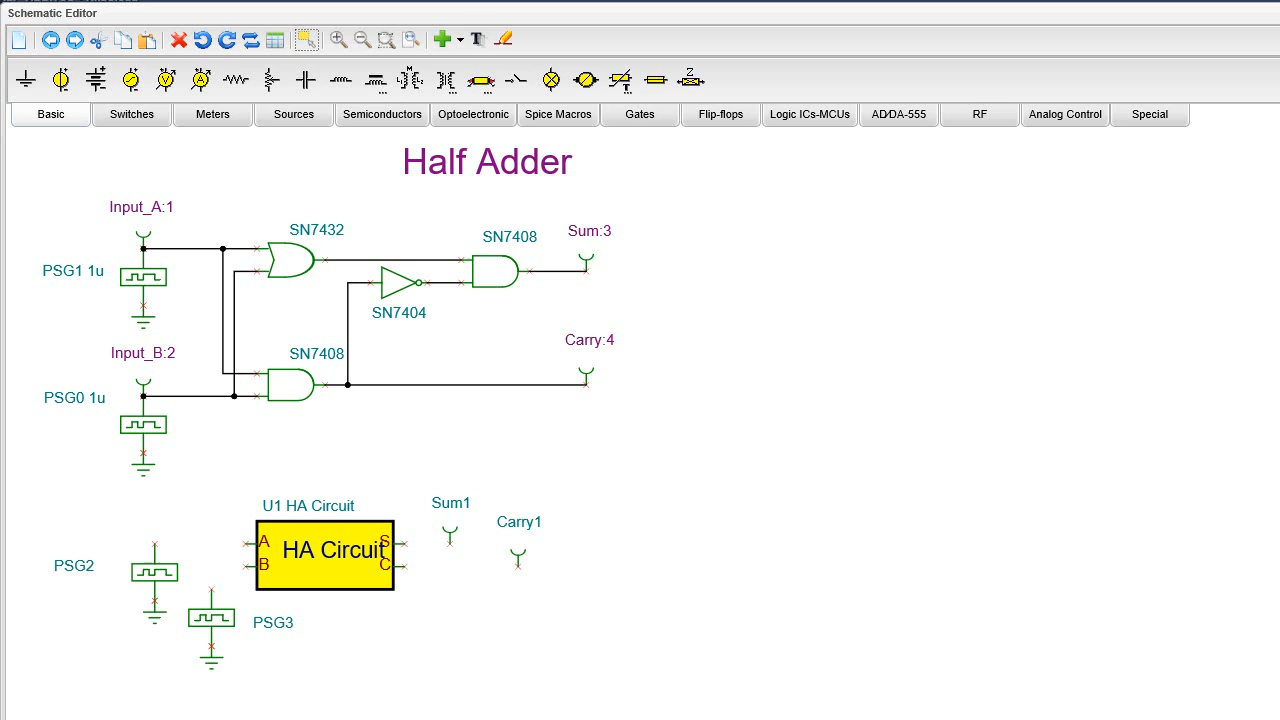 Schematic Editor
T
M
Z
Basic Switches Meters Sources Semiconductors Optoelectronic Spice Macros Gates Flip-flops Logic ICs-MCUs AD/DA-555 RF Analog Control Special
Half Adder
Input_A:1
SN7432
SN7408
Sum:3
PSG1 1u
SN7404
Input_B:2
SN7408
Carry:4
PSG0 1u
U1 HA Circuit
Sum1
Carry1
A HA Circuit S
B C
PSG2
PSG3